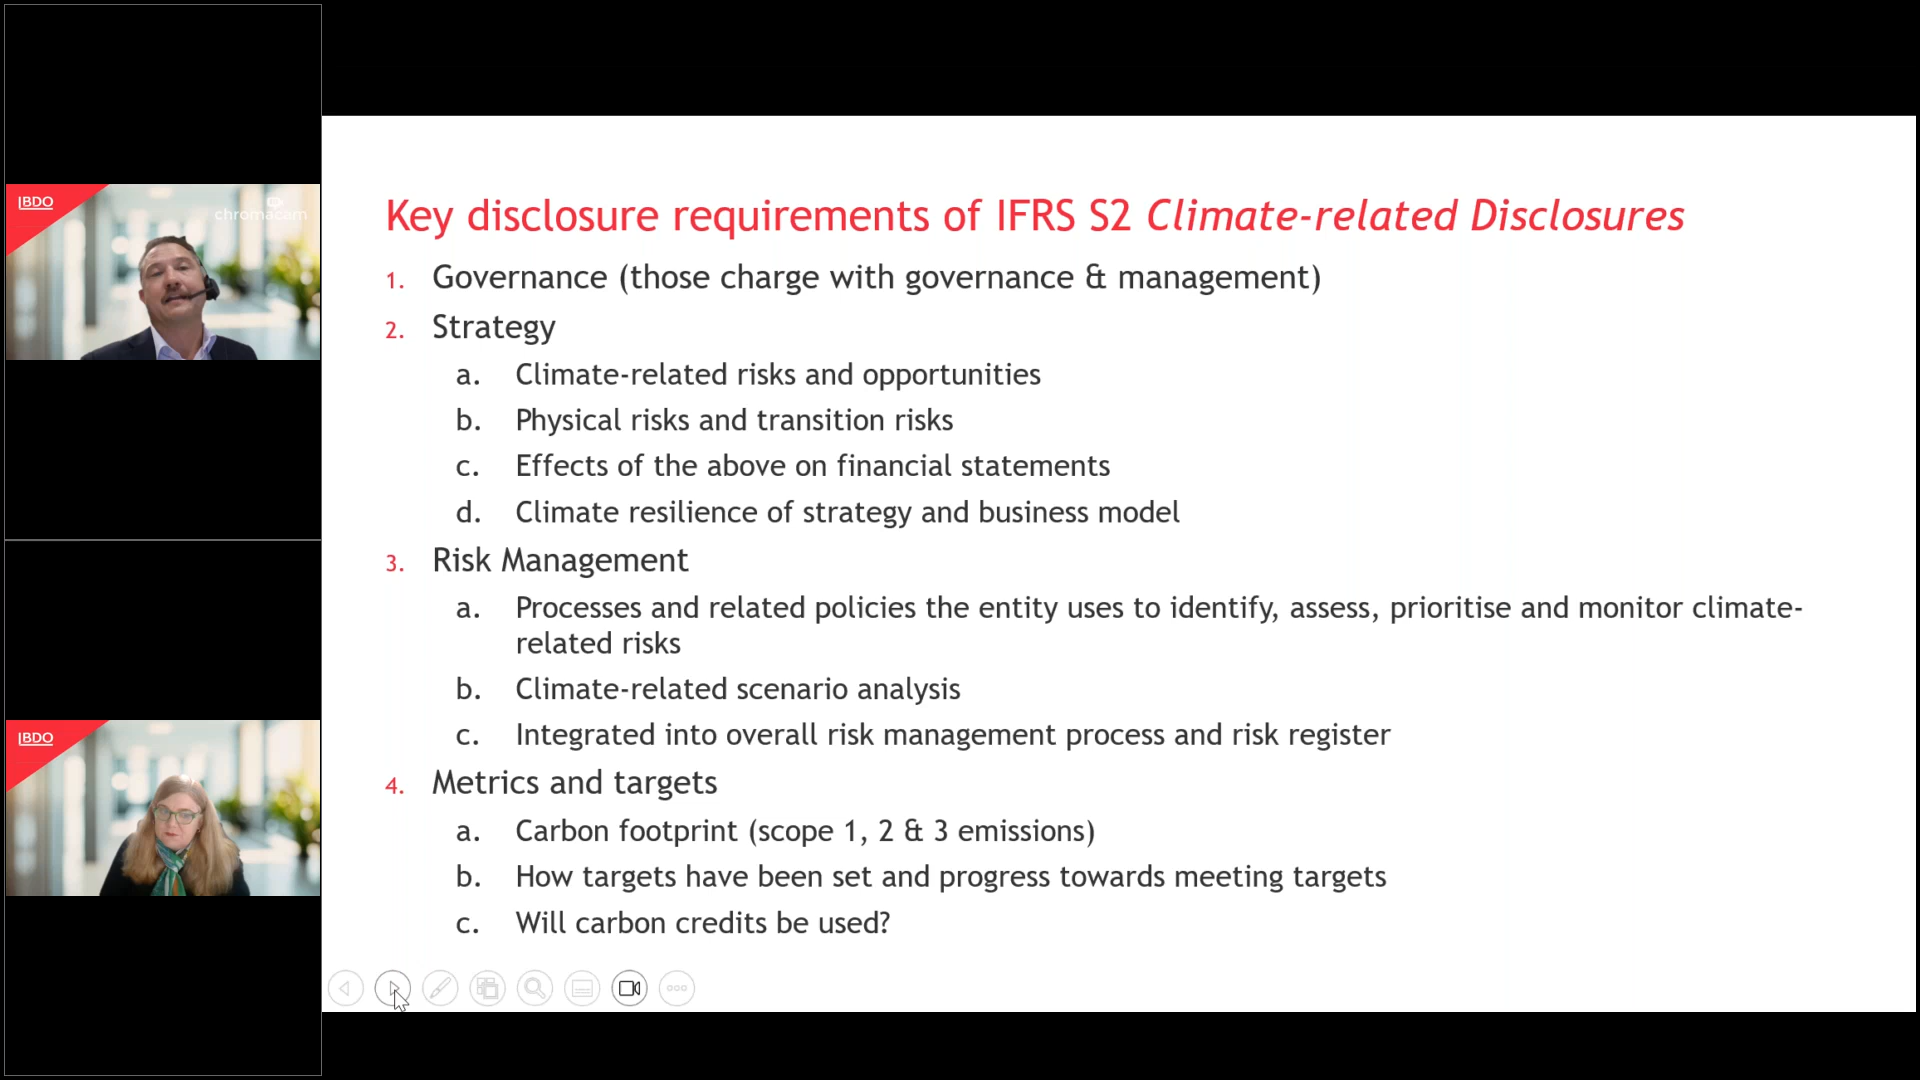 BDO
chromacam
BDO
Key disclosure requirements of IFRS S2 Climate-related Disclosures
1. Governance (those charge with governance & management)
2. Strategy
a. Climate-related risks and opportunities
b. Physical risks and transition risks
c. Effects of the above on financial statements
d. Climate resilience of strategy and business model
3. Risk Management
a. Processes and related policies the entity uses to identify, assess, prioritise and monitor climate-
related risks
b. Climate-related scenario analysis
c. Integrated into overall risk management process and risk register
4. Metrics and targets
a. Carbon footprint (scope 1, 2 & 3 emissions)
b. How targets have been set and progress towards meeting targets
c. Will carbon credits be used?